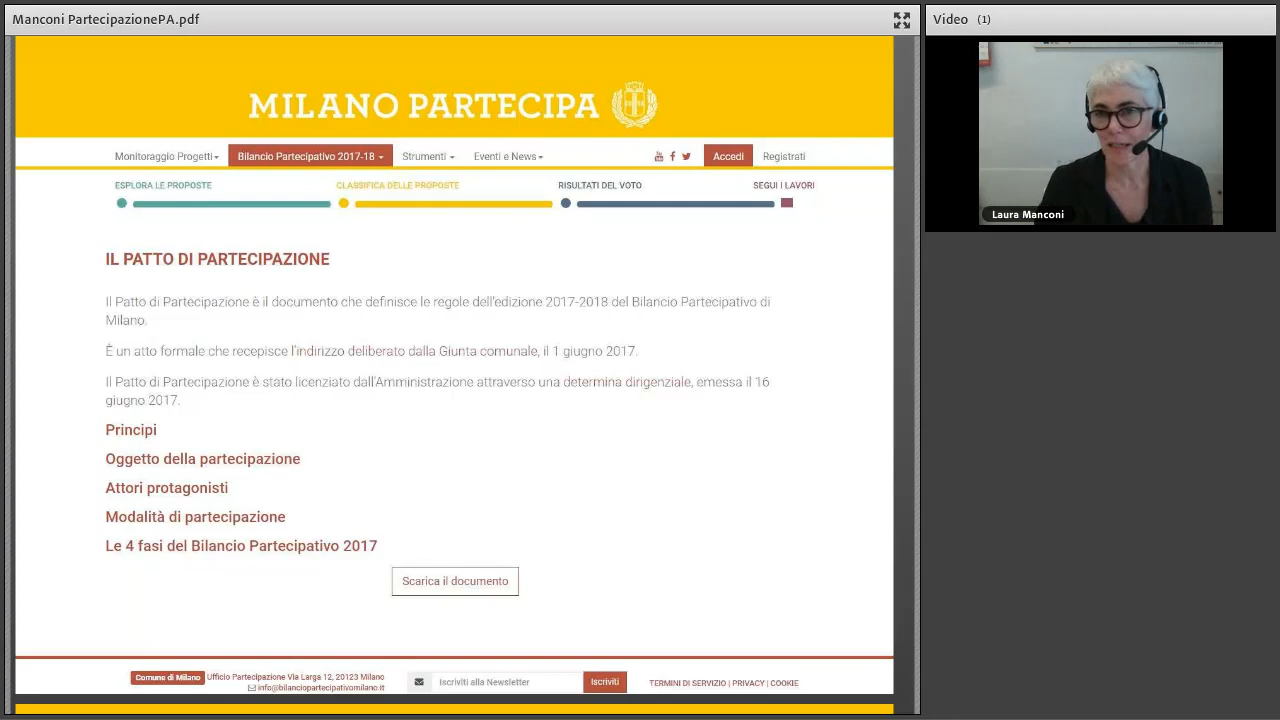 Manconi PartecipazionePA.pdf
Video (1)
MILANO PARTECIPA
Monitoraggio Progetti
Bilancio Partecipativo 2017-18
Strumenti
Eventi e News
Accedi
Registrati
ESPLORA LE PROPOSTE
CLASSIFICA DELLE PROPOSTE
RISULTATI DEL VOTO
SEGUI I LAVORI
Laura Manconi
IL PATTO DI PARTECIPAZIONE
Il Patto di Partecipazione è il documento che definisce le regole dell'edizione 2017-2018 del Bilancio Partecipativo di
Milano.
È un atto formale che recepisce l'indirizzo deliberato dalla Giunta comunale, il 1 giugno 2017.
Il Patto di Partecipazione è stato licenziato dall'Amministrazione attraverso una determina dirigenziale, emessa il 16
giugno 2017.
Principi
Oggetto della partecipazione
Attori protagonisti
Modalità di partecipazione
Le 4 fasi del Bilancio Partecipativo 2017
Scarica il documento
Comune di Milano Ufficio Partecipazione Via Larga 12, 20123 Milano
info@bilanciopartecipativomilano.it
Iscriviti alla Newsletter
Iscriviti
TERMINI DI SERVIZIO | PRIVACY | COOKIE